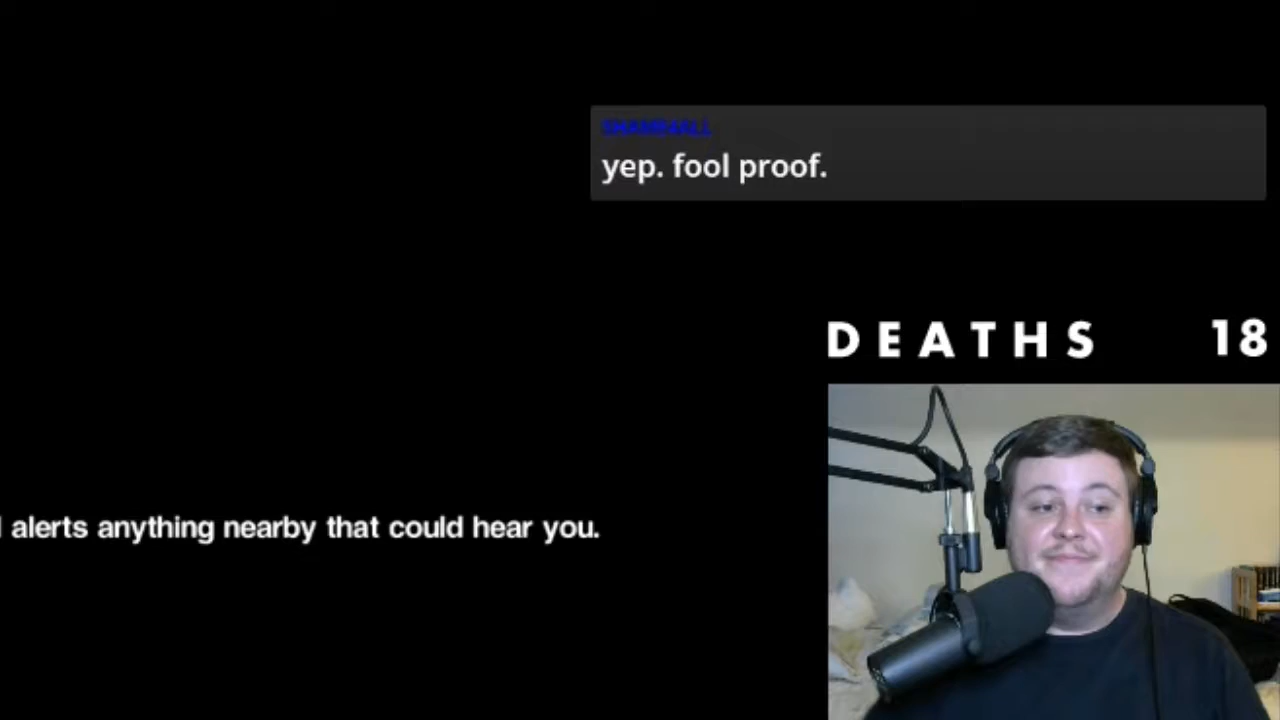 yep. fool proof.
DEATHS 18
alerts anything nearby that could hear you.